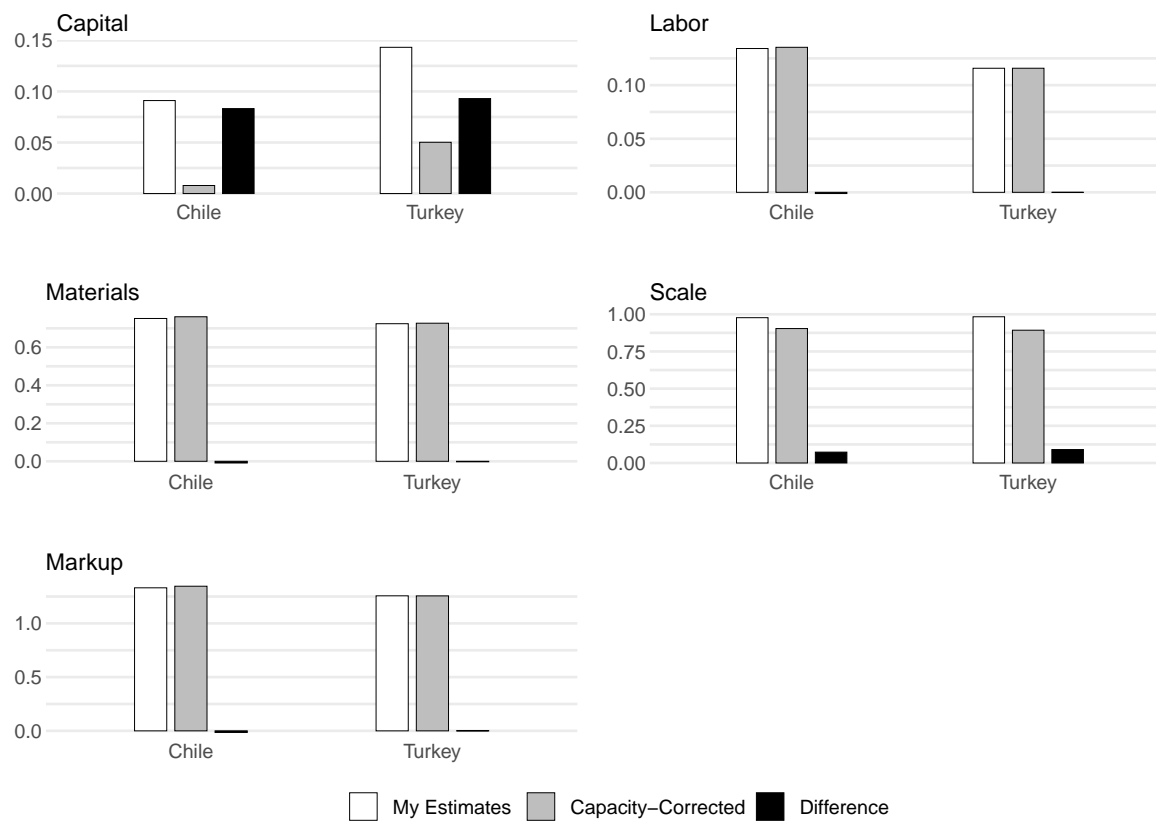 Capital
0.15
0.10
0.05
0.00
Chile Turkey
Labor
0.10
0.05
0.00
Chile Turkey
Materials
0.6
0.4
0.2
0.0
Chile Turkey
Scale
1.00
0.75
0.50
0.25
0.00
Chile Turkey
Markup
1.0
0.5
0.0
Chile Turkey
My Estimates Capacity−Corrected Difference